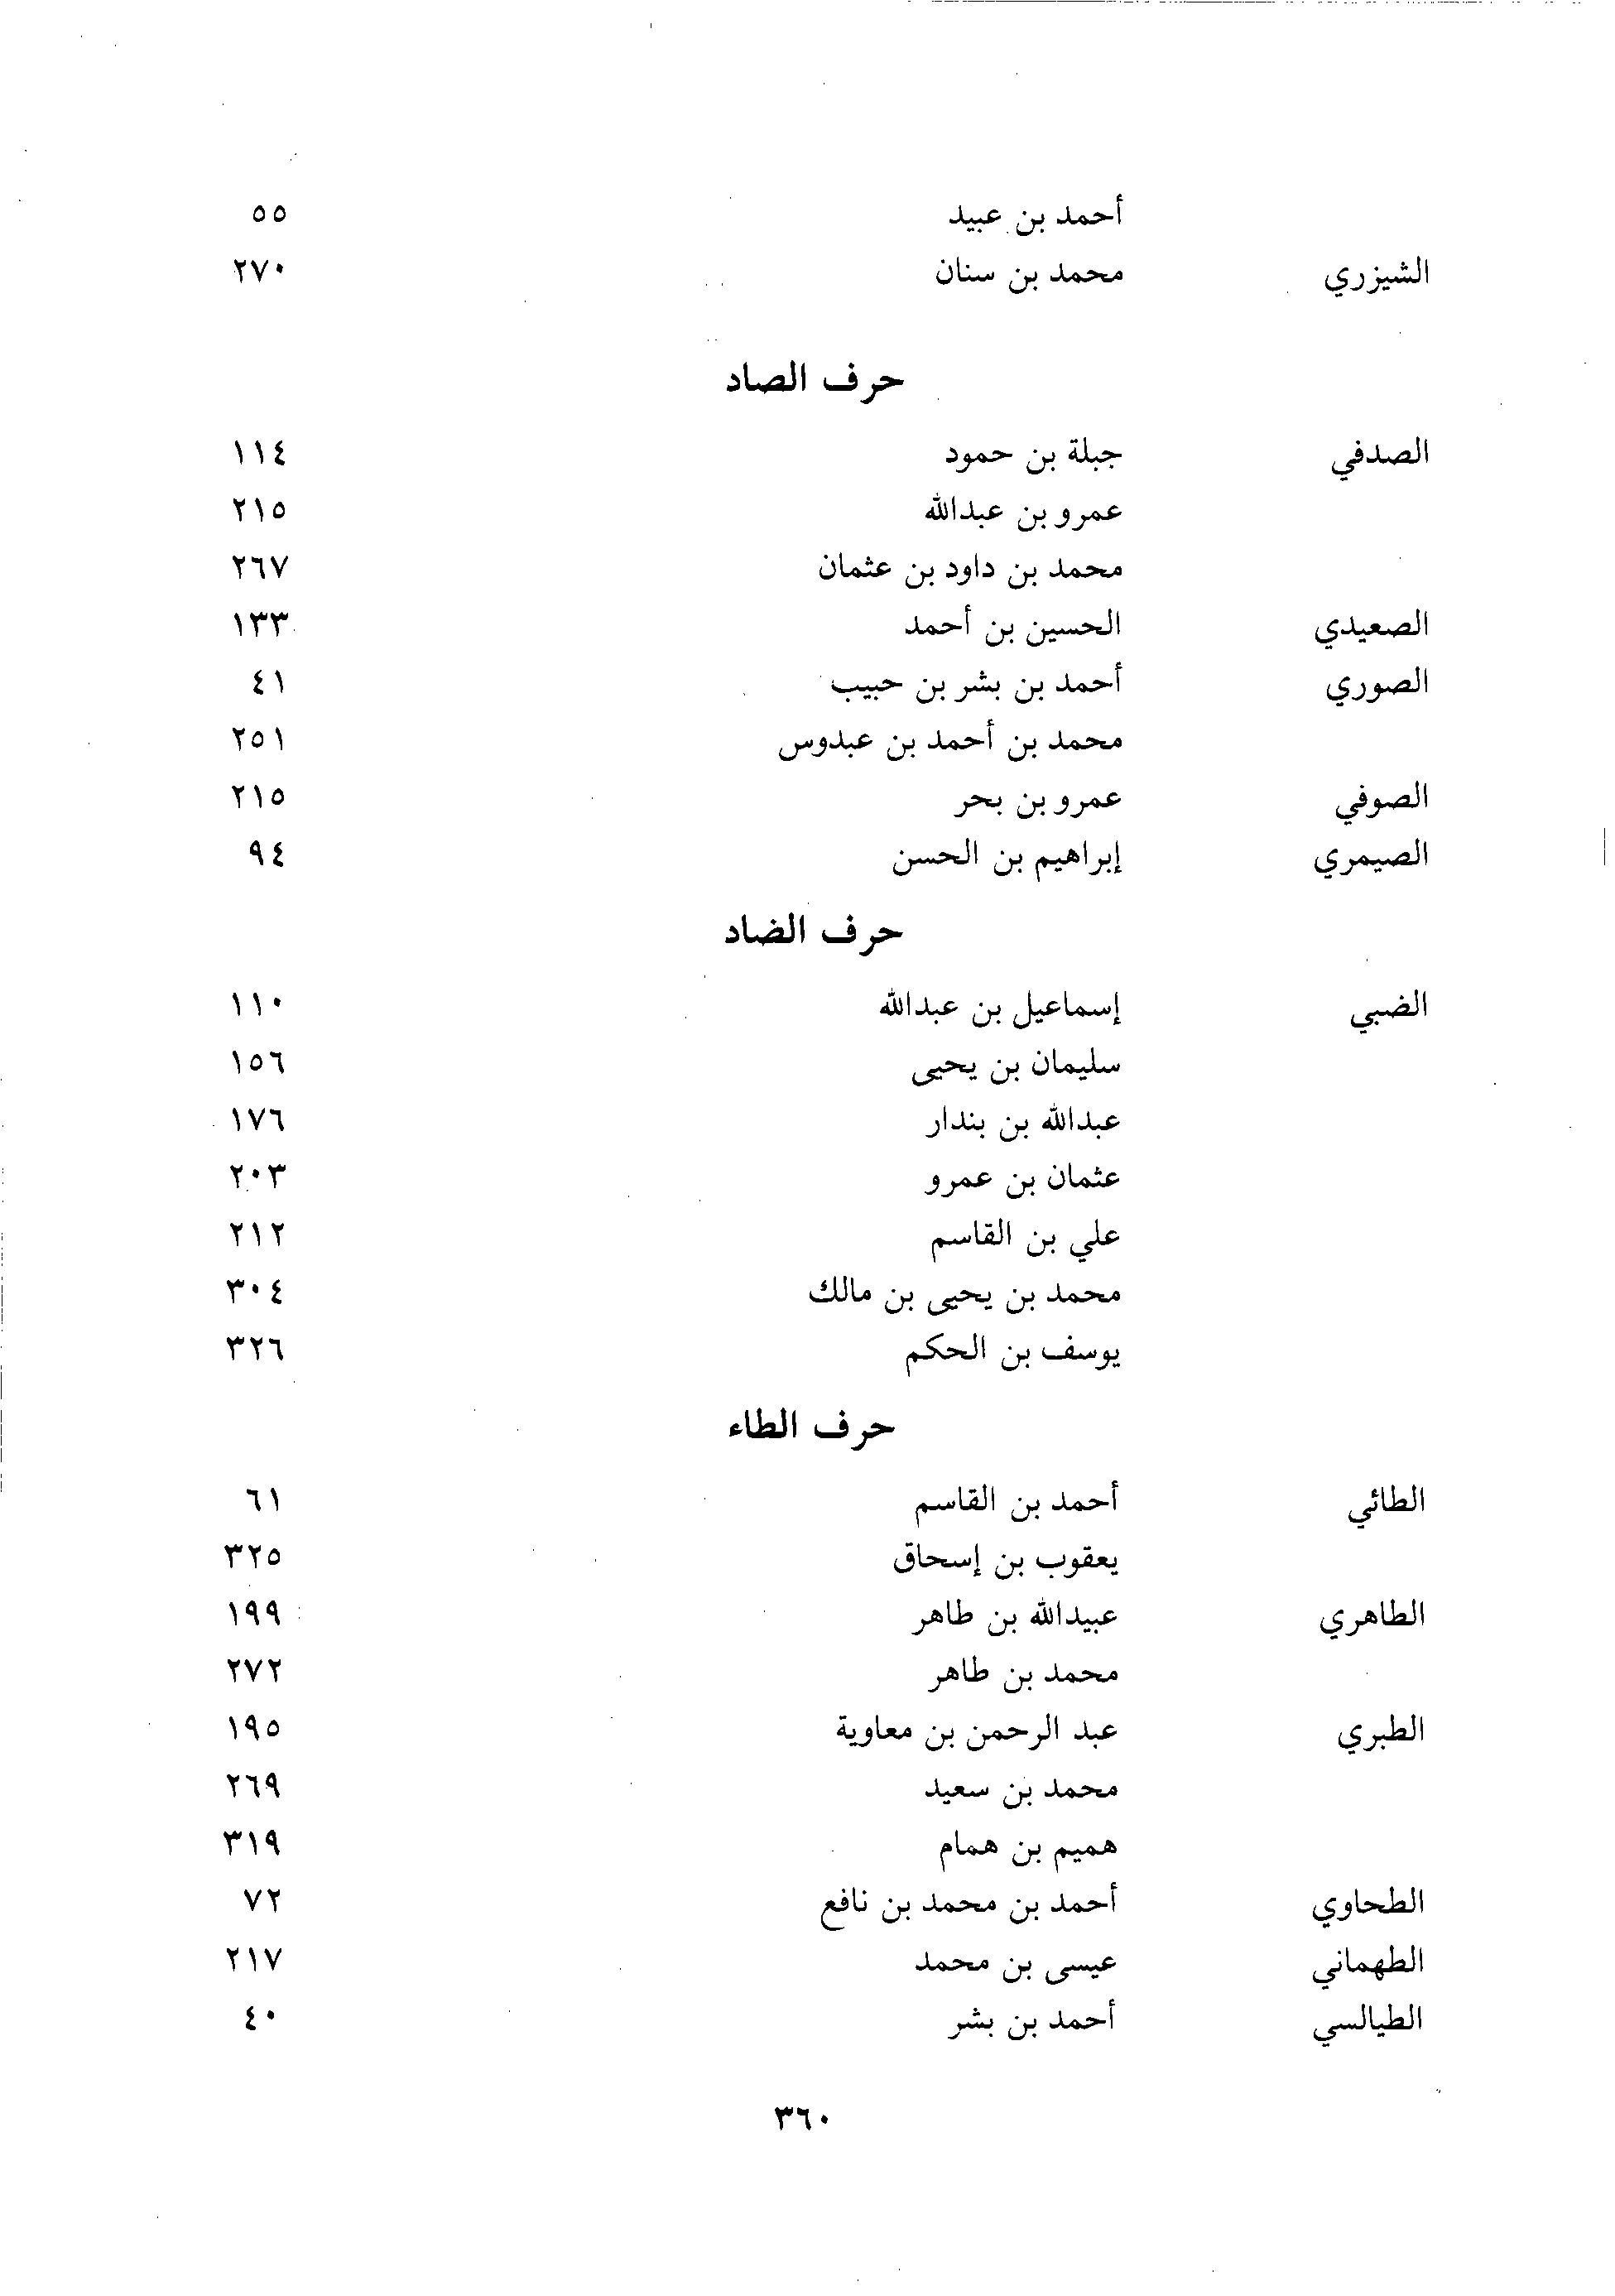 أحمد بن عبيد ٥٥
الشيزري محمد بن سنان ٢٧٠
حرف الصاد
الصدفي جبلة بن حمود ١١٤
عمرو بن عبدالله ٢١٥
محمد بن داود بن عثمان ٢٦٧
الصعيدي الحسين بن أحمد ١٣٣
الصوري أحمد بن بشر بن حبيب ٤١
محمد بن أحمد بن عبدوس ٢٥١
الصوفي عمرو بن بحر ٢١٥
الصيمري إبراهيم بن الحسن ٩٤
حرف الضاد
الضبي إسماعيل بن عبدالله ١١٠
سليمان بن يحيى ١٥٦
عبدالله بن بندار ١٧٦
عثمان بن عمرو ٢٠٣
علي بن القاسم ٢١٢
محمد بن يحيى بن مالك ٣٠٤
يوسف بن الحكم ٣٢٦
حرف الطاء
الطائي أحمد بن القاسم ٦١
يعقوب بن إسحاق ٣٢٥
الطاهري عبيدالله بن طاهر ١٩٩
محمد بن طاهر ٢٧٢
الطبري عبد الرحمن بن معاوية ١٩٥
محمد بن سعيد ٢٦٩
هميم بن همام ٣١٩
الطحاوي أحمد بن محمد بن نافع ٧٢
الطهماني عيسى بن محمد ٢١٧
الطيالسي أحمد بن بشر ٤٠
٣٦٠